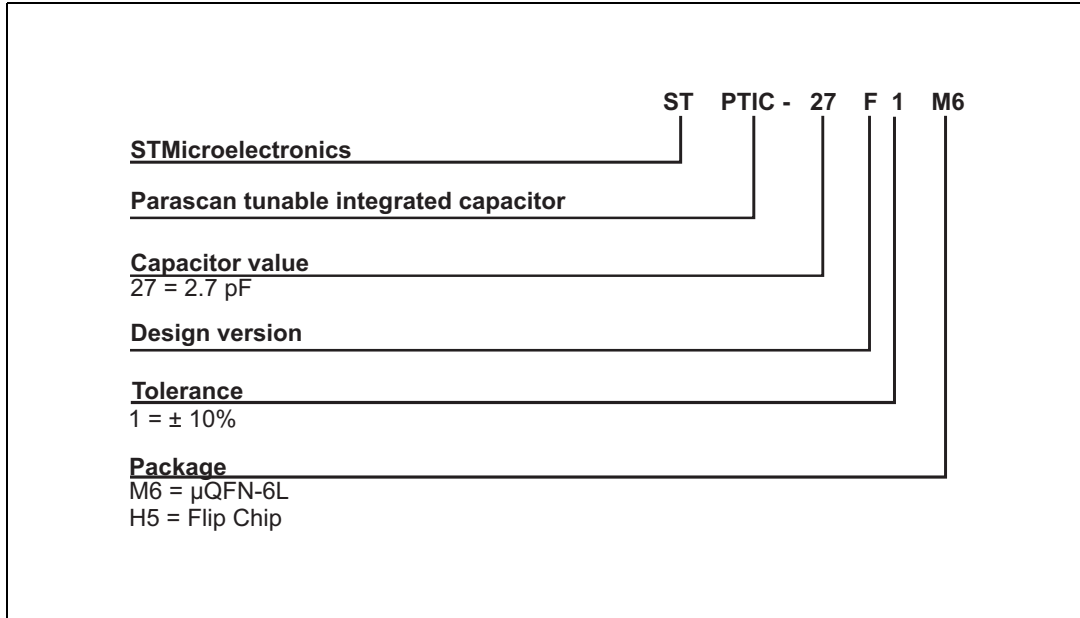 ST PTIC - 27 F 1 M6
STMicroelectronics
Parascan tunable integrated capacitor
Capacitor value
27 = 2.7 pF
Design version
Tolerance
1 = ± 10%
Package
M6 = µQFN-6L
H5 = Flip Chip